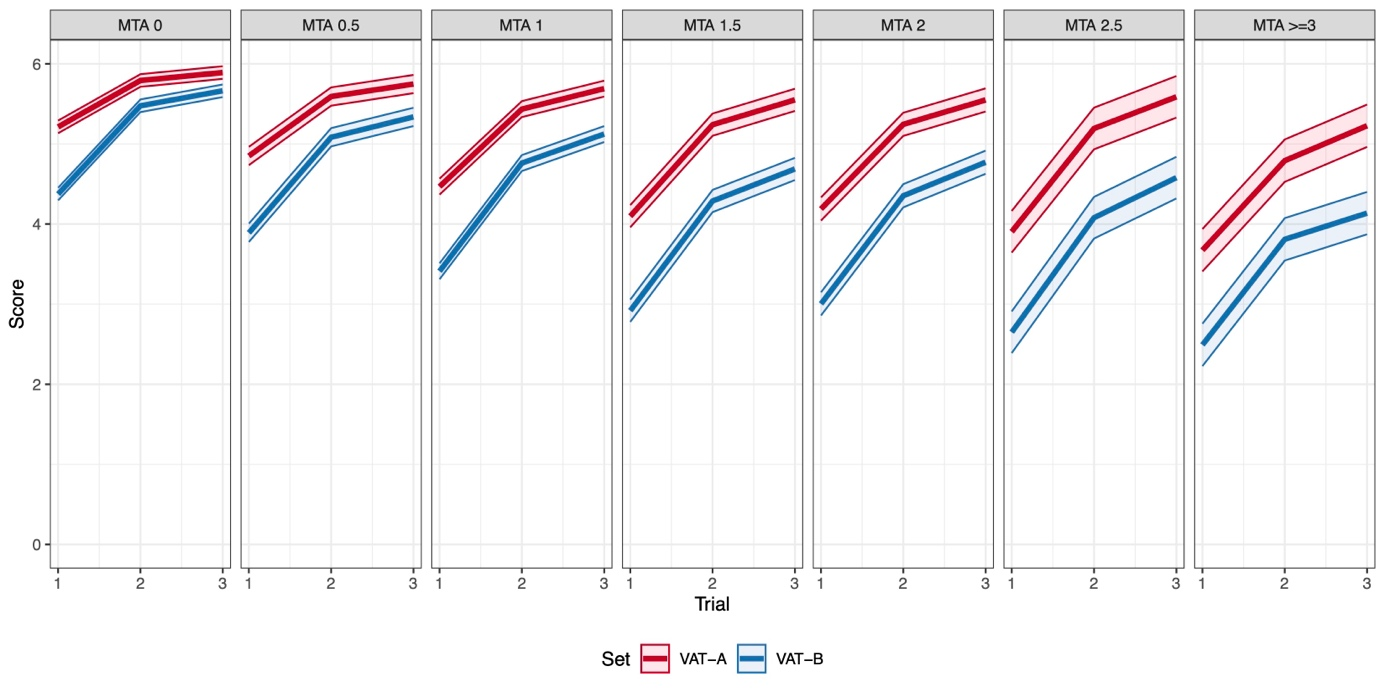 MTA 0 MTA 0.5 MTA 1 MTA 1.5 MTA 2 MTA 2.5 MTA >=3
6
4
2
0
Score
1 2 3 1 2 3 1 2 3 1 2 3 1 2 3 1 2 3 1 2 3
Trial
Set VAT−A VAT−B